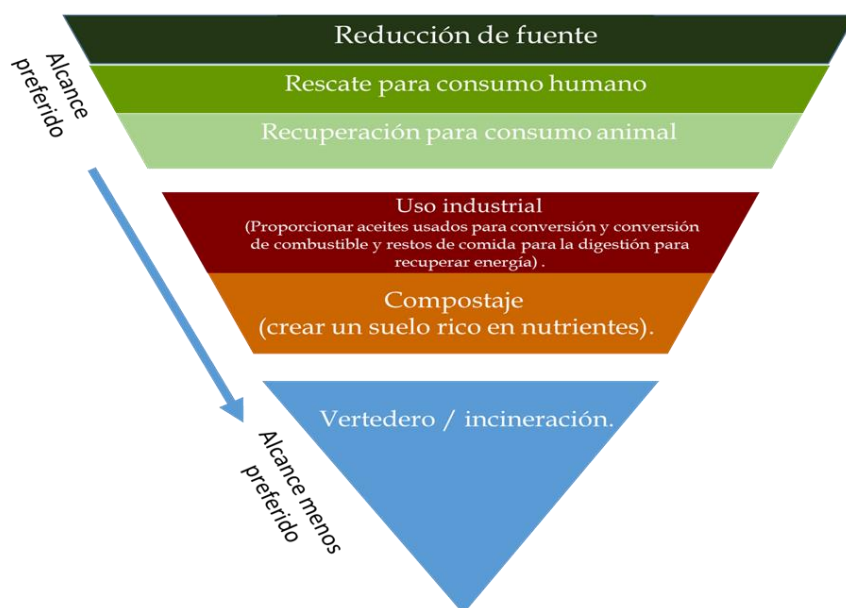 Reducción de fuente
Alcance
preferido
Rescate para consumo humano
Recuperación para consumo animal
Uso industrial
(Proporcionar aceites usados para conversión y conversión
de combustible y restos de comida para la digestión para
recuperar energía) .
Compostaje
(crear un suelo rico en nutrientes).
Vertedero / incineración.
Alcance menos
preferido